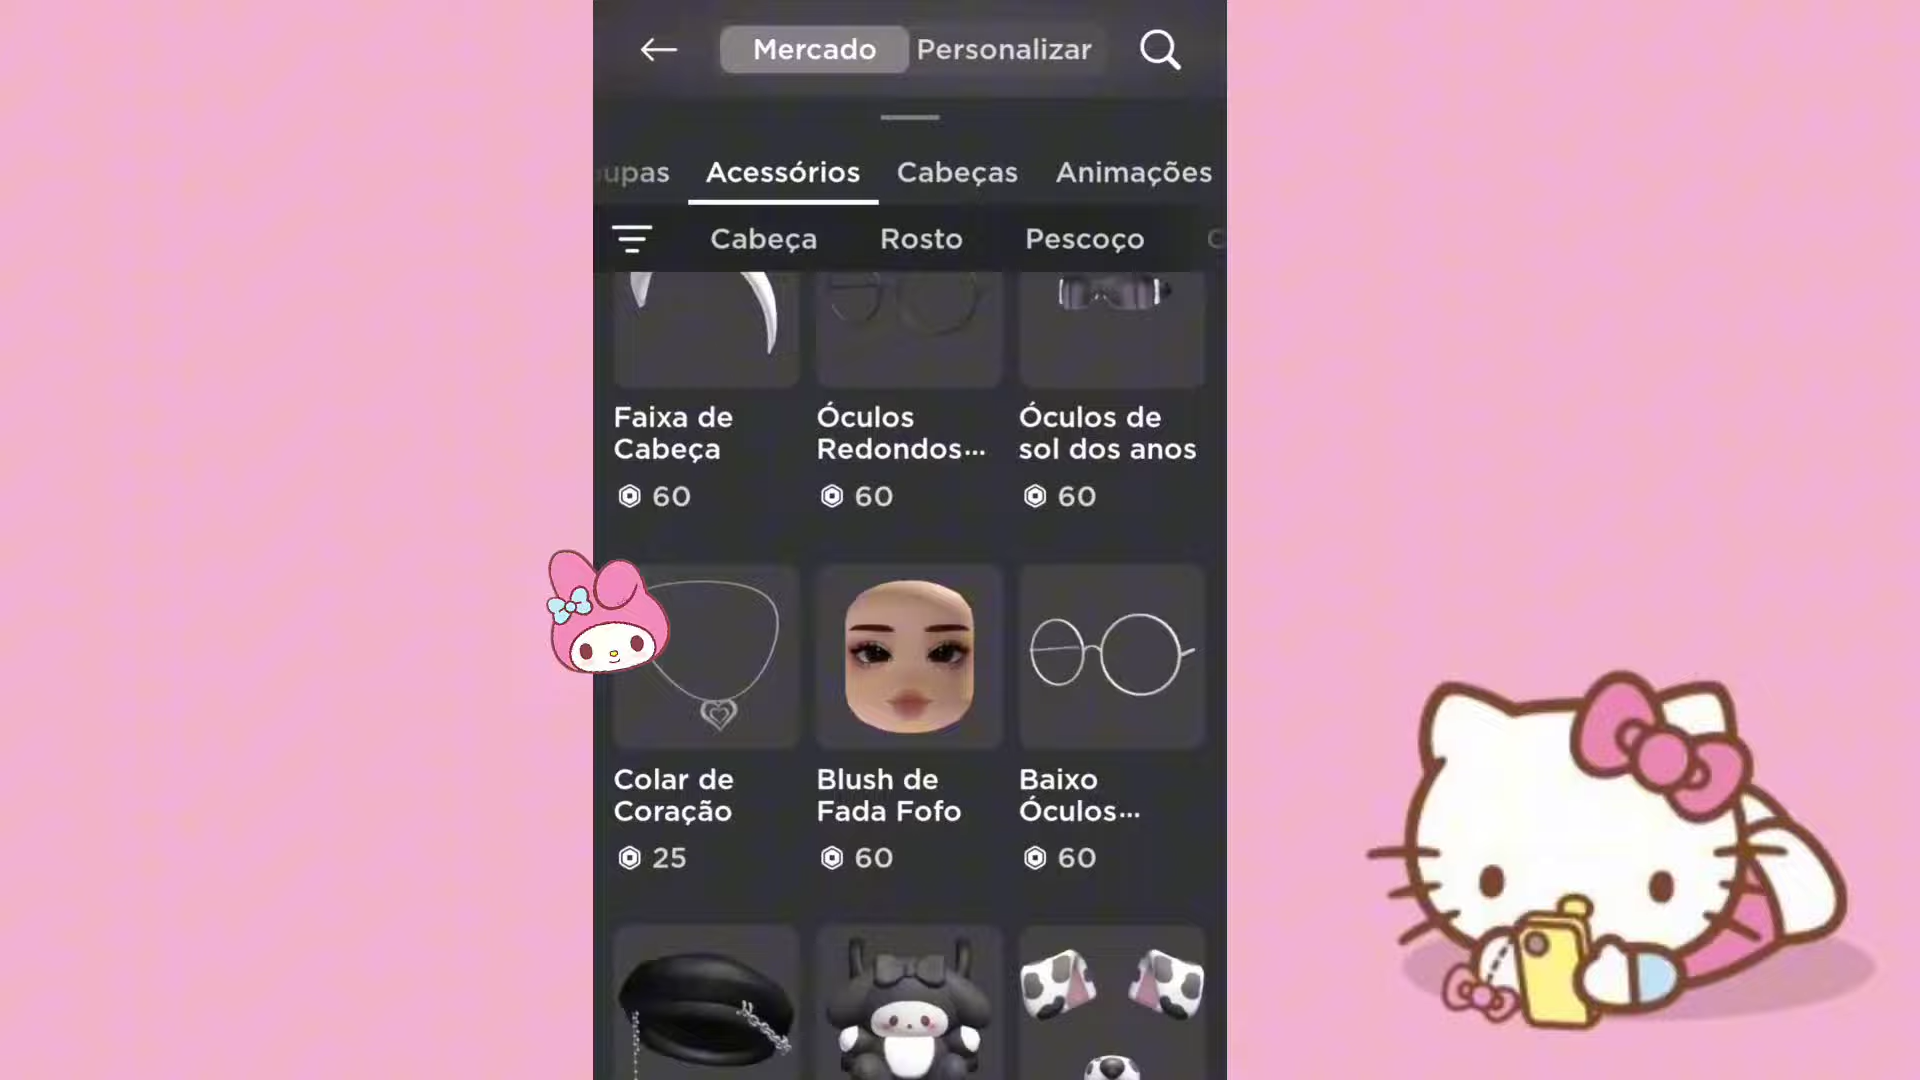 Mercado Personalizar
upas Acessórios Cabeças Animações
Cabeça Rosto Pescoço
Faixa de Cabeça
Óculos Redondos...
Óculos de sol dos anos
60 60 60
Colar de Coração
Blush de Fada Fofo
Baixo Óculos...
25 60 60